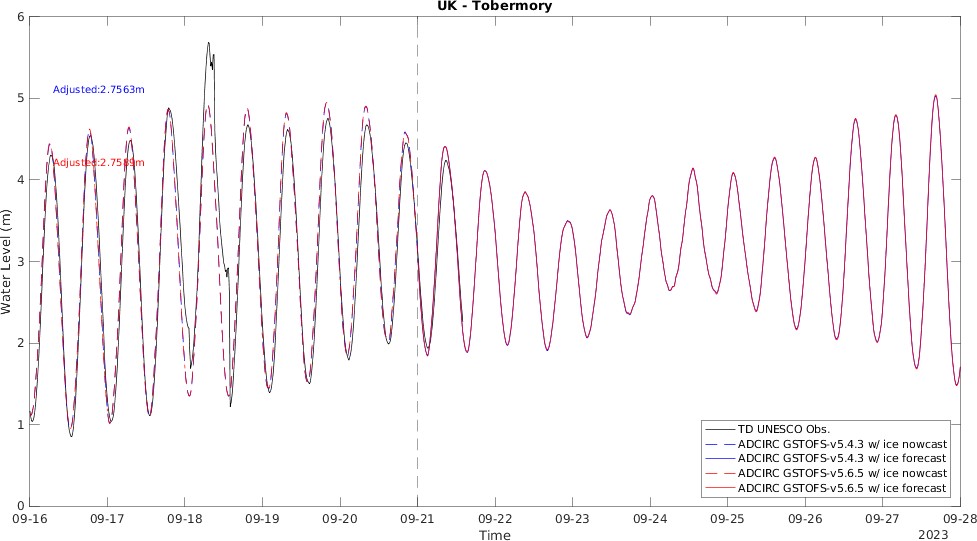 UK - Tobermory
6
5
4
3
2
1
0
Water Level (m)
Adjusted:2.7563m
Adjusted:2.7589m
TD UNESCO Obs.
ADCIRC GSTOFS-v5.4.3 w/ ice nowcast
ADCIRC GSTOFS-v5.4.3 w/ ice forecast
ADCIRC GSTOFS-v5.6.5 w/ ice nowcast
ADCIRC GSTOFS-v5.6.5 w/ ice forecast
09-16 09-17 09-18 09-19 09-20 09-21 09-22 09-23 09-24 09-25 09-26 09-27 09-28
Time
2023